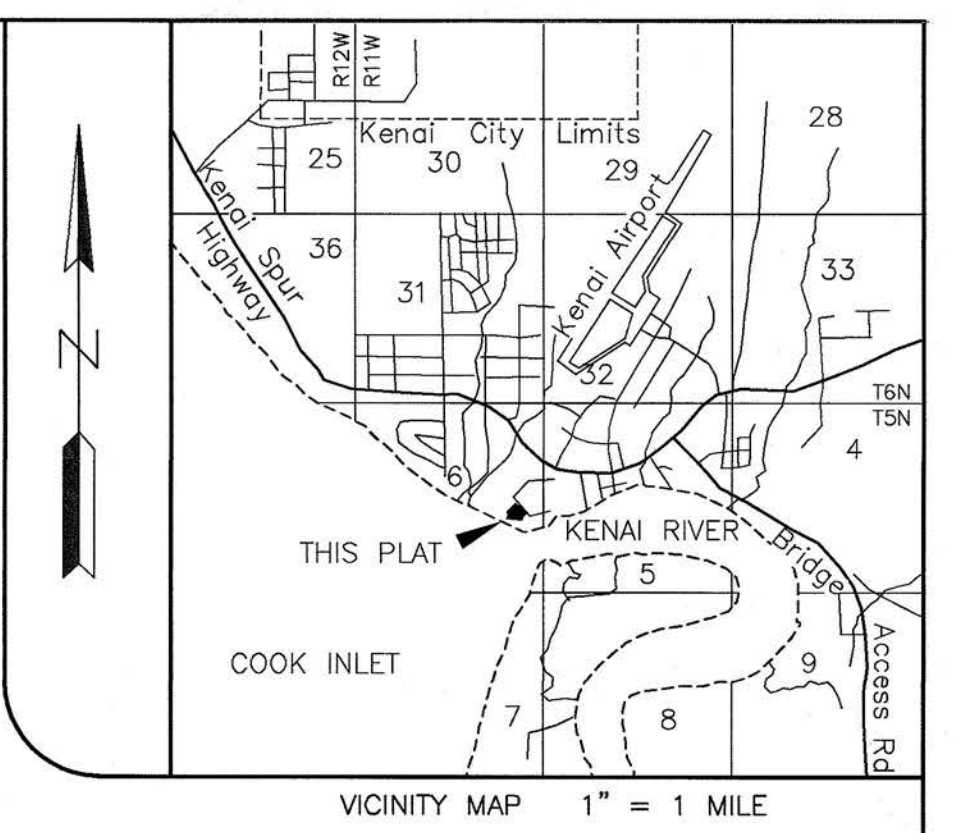 R12W
R11W
28
Kenai City Limits
25
30
29
Kenai Spur
Highway
Kenai Airport
36
31
33
32
N
T6N
T5N
4
6
THIS PLAT
KENAI RIVER
Bridge
5
COOK INLET
9
Access Rd
7
8
VICINITY MAP 1" = 1 MILE